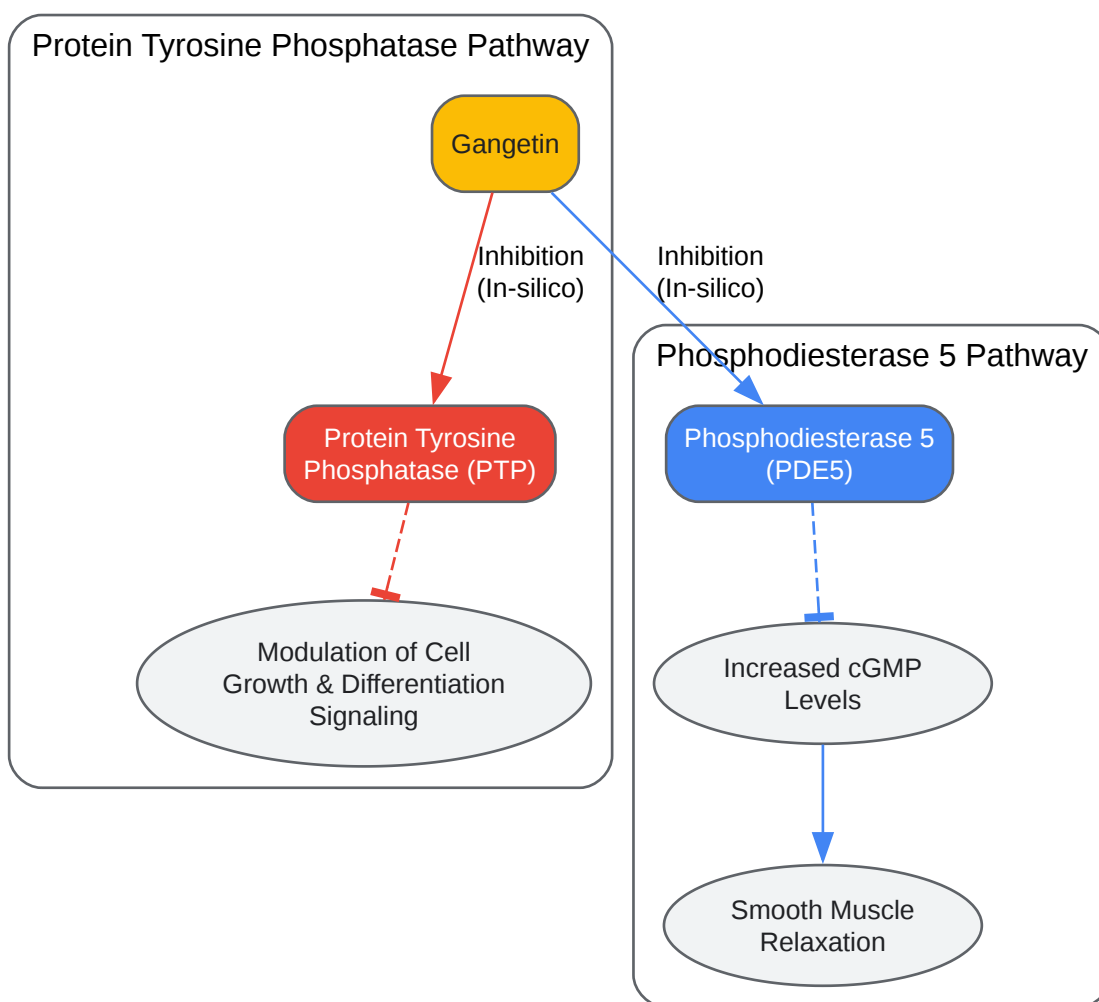 Protein Tyrosine Phosphatase Pathway
Gangetin
Inhibition
(In-silico)
Inhibition
(In-silico)
Protein Tyrosine
Phosphatase (PTP)
Modulation of Cell
Growth & Differentiation
Signaling
Phosphodiesterase 5 Pathway
Phosphodiesterase 5
(PDE5)
Increased cGMP
Levels
Smooth Muscle
Relaxation